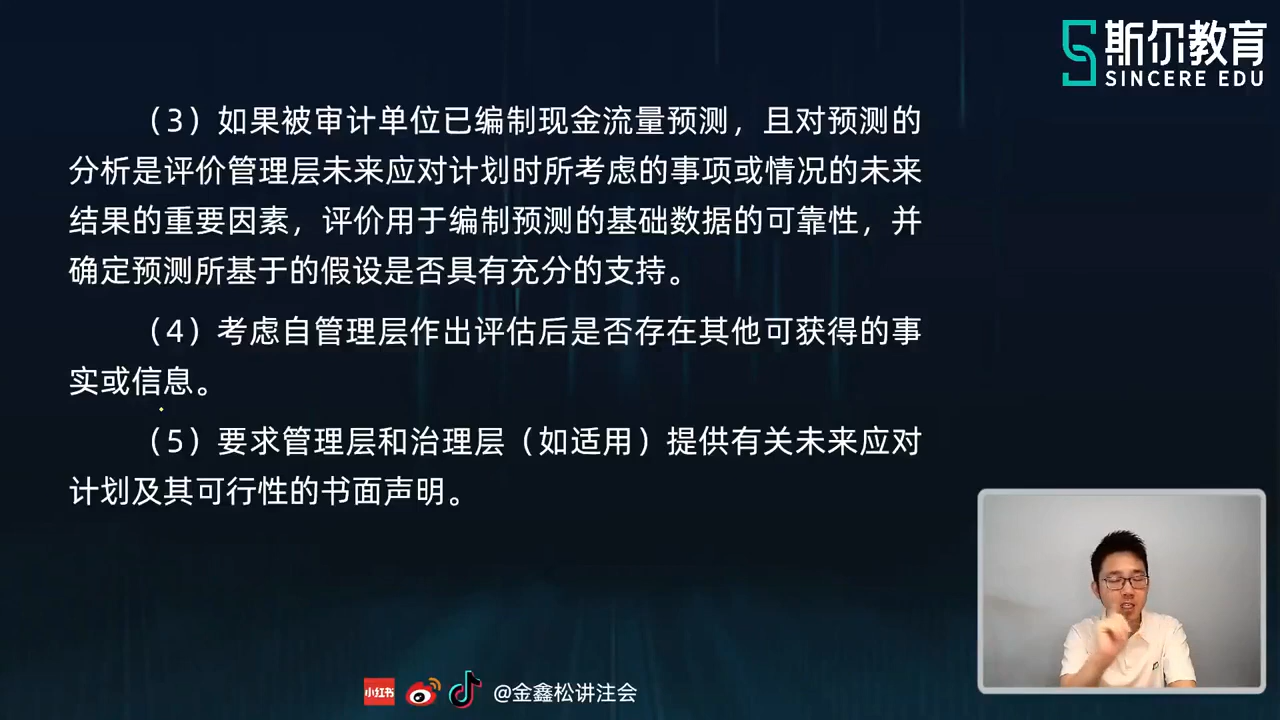 斯尔教育
SINCERE EDU
（3）如果被审计单位已编制现金流量预测，且对预测的
分析是评价管理层未来应对计划时所考虑的事项或情况的未来
结果的重要因素，评价用于编制预测的基础数据的可靠性，并
确定预测所基于的假设是否具有充分的支持。
（4）考虑自管理层作出评估后是否存在其他可获得的事
实或信息。
（5）要求管理层和治理层（如适用）提供有关未来应对
计划及其可行性的书面声明。
小红书 @金鑫松讲注会